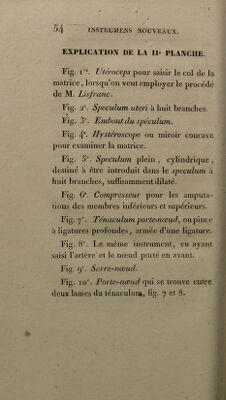 54 INSTRUMENS NOUVEAUX.
EXPLICATION DE LA IIe PLANCHE.
Fig. 1re. Utéroceps pour saisir le col de la
matrice, lorsqu'on veut employer le procédé
de M. Lisfranc.
Fig. 2e. Speculum uteri à huit branches.
Fig. 3e. Embout du spéculum.
Fig. 4e. Hystéroscope ou miroir concave
pour examiner la matrice.
Fig. 5e. Speculum plein, cylindrique,
destiné à être introduit dans le speculum à
huit branches, suffisamment dilaté.
Fig. 6e. Compresseur pour les amputa-
tions des membres inférieurs et supérieurs.
Fig. 7e. Ténaculum porte-nœud, ou pince
à ligatures profondes, armée d'une ligature.
Fig. 8e. Le même instrument, vu ayant
saisi l'artère et le nœud porté en avant.
Fig. 9e. Serre-nœud.
Fig. 10e. Porte-nœud qui se trouve entre
deux lames du ténaculum, fig. 7 et 8.